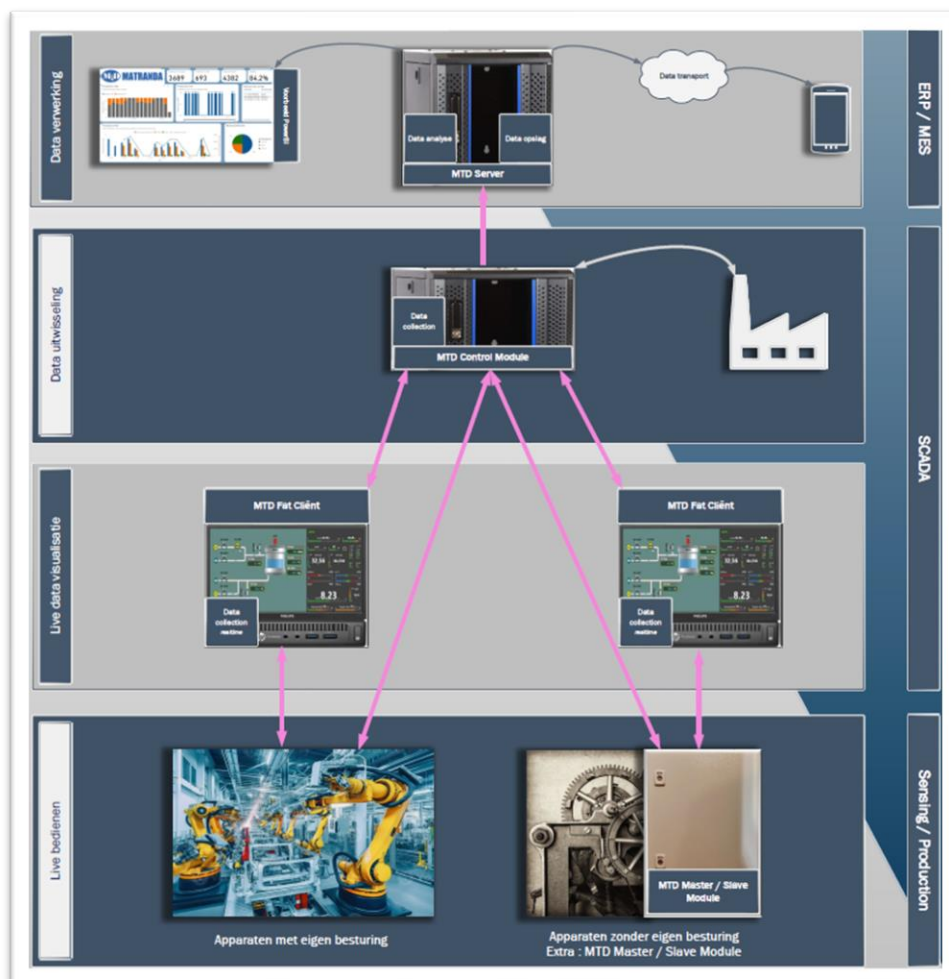 Data verwerking
MATRANDA
3689
693
4382
84.2%
Voorbeeld PowerBI
Data analyse
Data opslag
MTD Server
Data transport
ERP / MES
Data uitwisseling
Data
collection
MTD Control Module
SCADA
Live data visualisatie
MTD Fat Cliënt
MTD Fat Cliënt
8.23
8.23
Data
collection
realtime
PHILIPS
Data
collection
realtime
PHILIPS
Live bedienen
MTD Master / Slave
Module
Sensing / Production
Apparaten met eigen besturing
Apparaten zonder eigen besturing
Extra : MTD Master / Slave Module